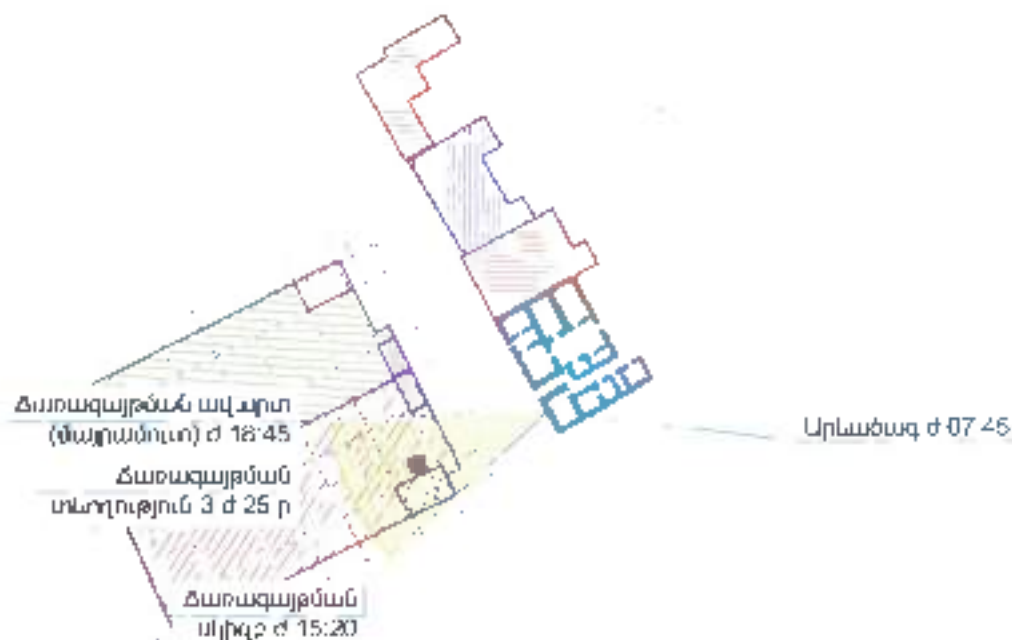 Ճառագայթման ավարտ
(մայրամուտ) ժ 18:45
Ճառագայթման
տևողություն 3 ժ 25 ր
Ճառագայթման
սկիզբ ժ 15:20
Արևածագ ժ 07:45